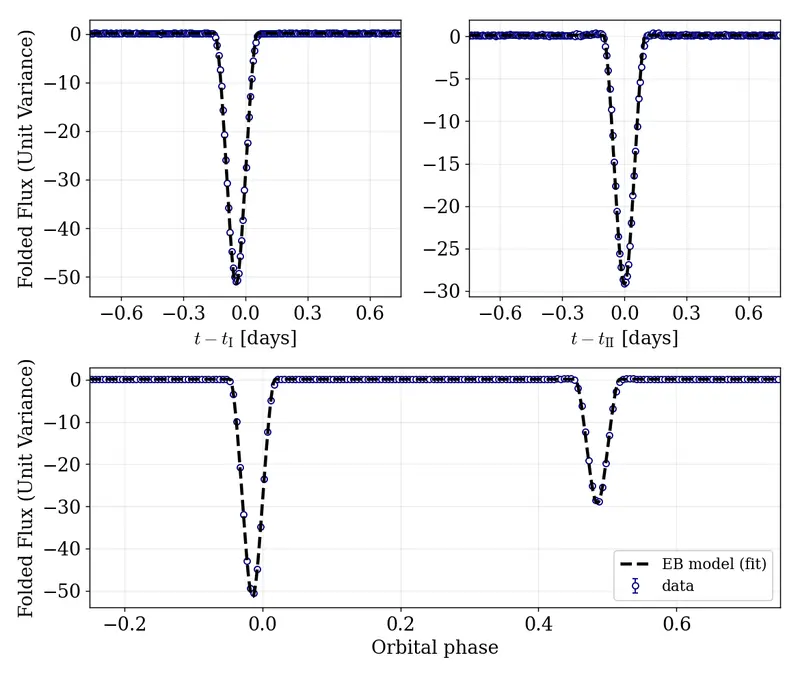 Folded Flux (Unit Variance)
0
−10
−20
−30
−40
−50
−0.6 −0.3 0.0 0.3 0.6
t − tI [days]
0
−5
−10
−15
−20
−25
−30
−0.6 −0.3 0.0 0.3 0.6
t − tII [days]
Folded Flux (Unit Variance)
0
−10
−20
−30
−40
−50
EB model (fit)
data
−0.2 0.0 0.2 0.4 0.6
Orbital phase